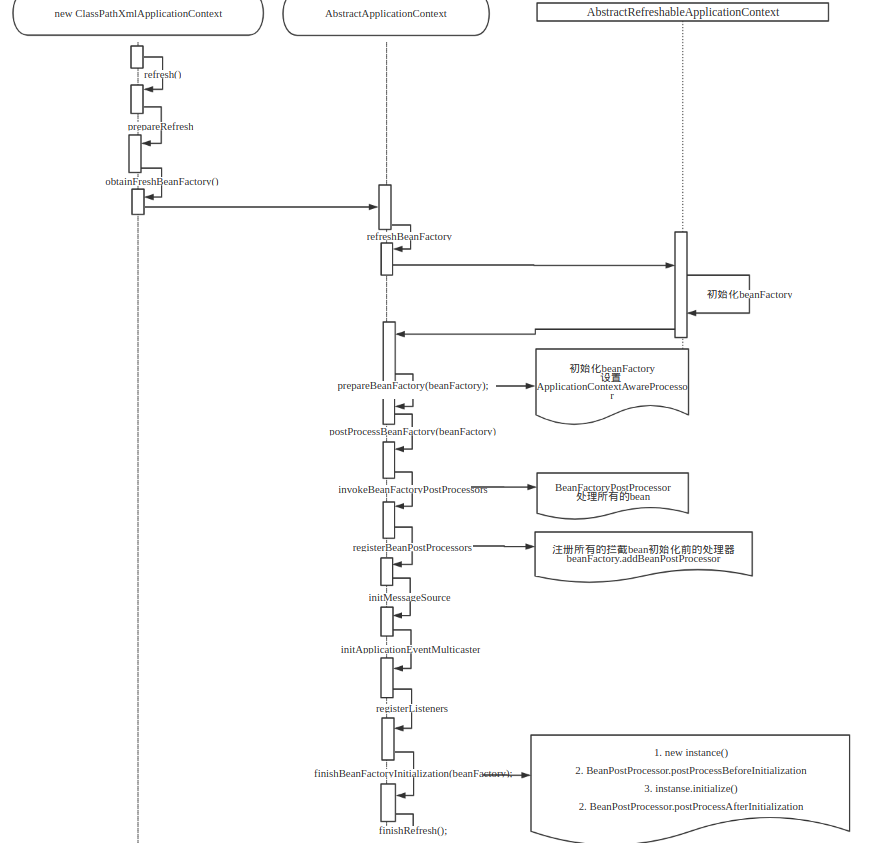 new ClassPathXmlApplicationContext
AbstractApplicationContext
AbstractRefreshableApplicationContext
refresh()
prepareRefresh
obtainFreshBeanFactory()
refreshBeanFactory
初始化beanFactory
prepareBeanFactory(beanFactory);
初始化beanFactory
设置
ApplicationContextAwareProcesso
r
postProcessBeanFactory(beanFactory)
invokeBeanFactoryPostProcessors
BeanFactoryPostProcessor
处理所有的bean
registerBeanPostProcessors
注册所有的拦截bean初始化前的处理器
beanFactory.addBeanPostProcessor
initMessageSource
initApplicationEventMulticaster
registerListeners
finishBeanFactoryInitialization(beanFactory);
1. new instance()
2. BeanPostProcessor.postProcessBeforeInitialization
3. instanse.initialize()
2. BeanPostProcessor.postProcessAfterInitialization
finishRefresh();